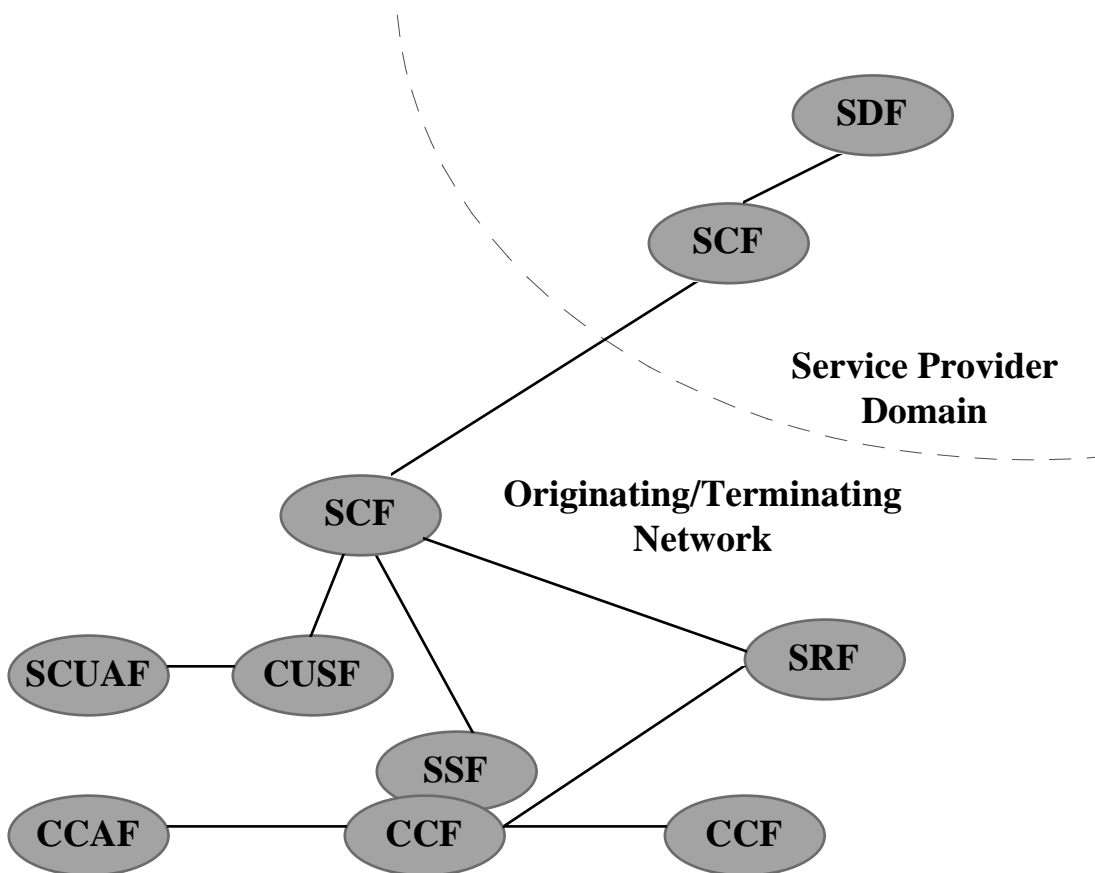 SDF
SCF
Service Provider
Domain
SCF
Originating/Terminating
Network
SCUAF
CUSF
SRF
SSF
CCAF
CCF
CCF